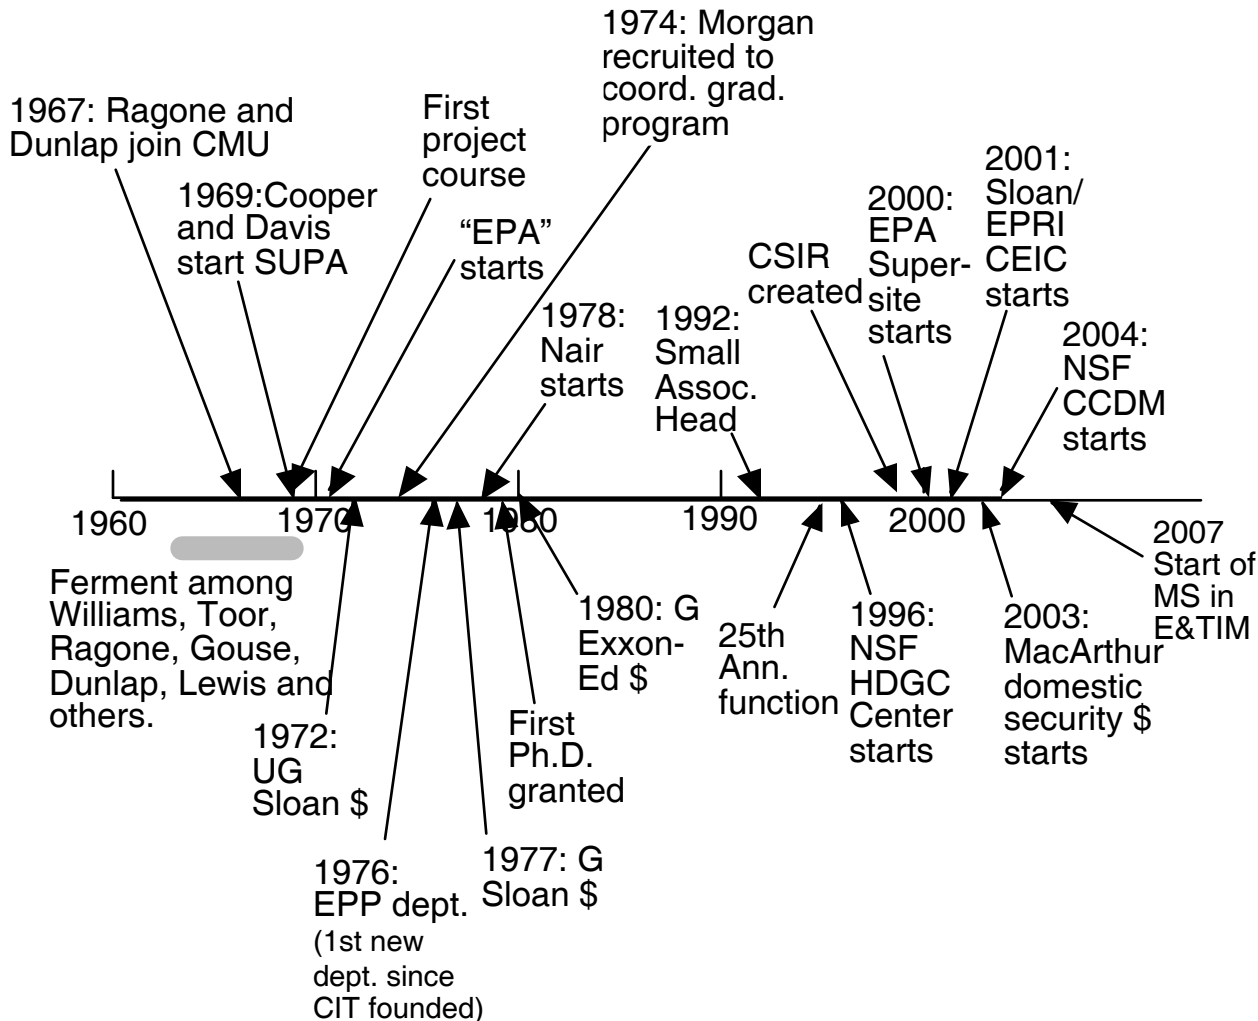 1974: Morgan
recruited to
coord. grad.
program
1967: Ragone and
Dunlap join CMU
First
project
course
1969:Cooper
and Davis
start SUPA
“EPA”
starts
2001:
Sloan/
EPRI
CEIC
starts
2000:
EPA
Super-
site
starts
CSIR
created
1978:
Nair
starts
1992:
Small
Assoc.
Head
2004:
NSF
CCDM
starts
1960
1970
1980
1990
2000
2007
Start of
MS in
E&TIM
Ferment among
Williams, Toor,
Ragone, Gouse,
Dunlap, Lewis and
others.
1972:
UG
Sloan $
1976:
EPP dept.
(1st new
dept. since
CIT founded)
1977: G
Sloan $
First
Ph.D.
granted
1980: G
Exxon-
Ed $
25th
Ann.
function
1996:
NSF
HDGC
Center
starts
2003:
MacArthur
domestic
security $
starts